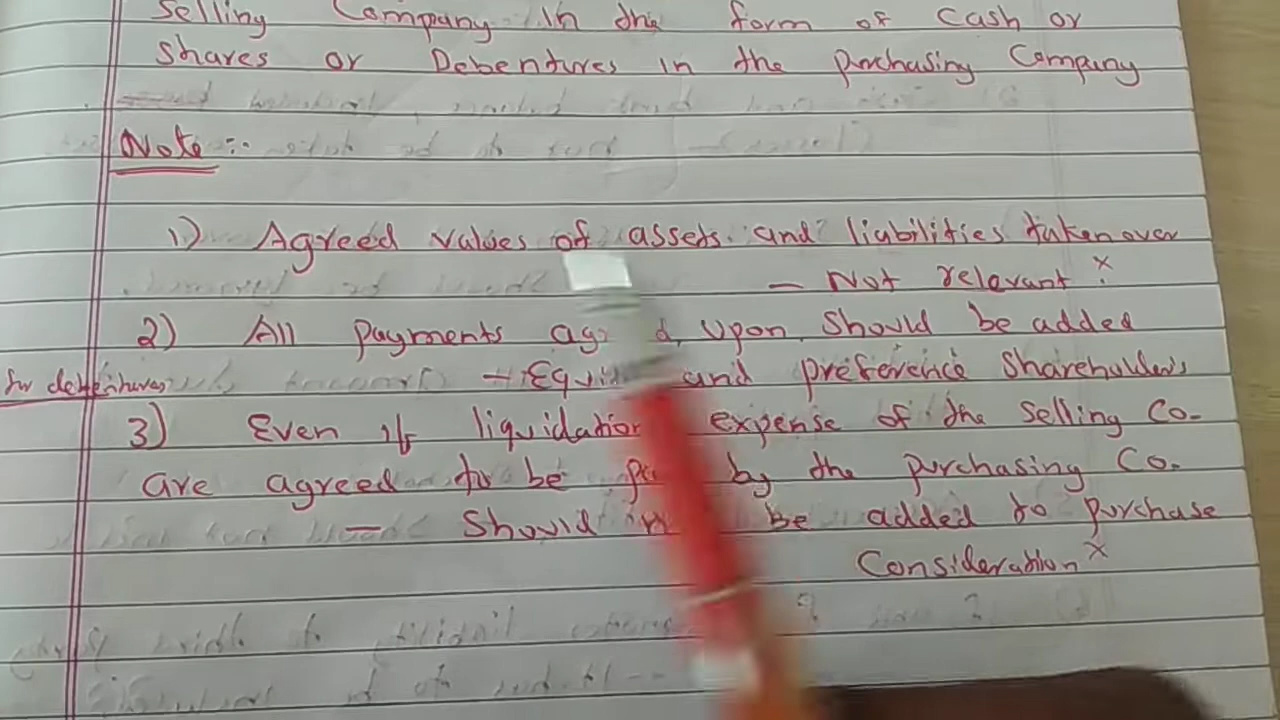 Selling Company in the form of Cash or
Shares or Debentures in the purchasing Company
Note :-
1) Agreed values of assets and liabilities taken over
— Not relevant ×
2) All payments upon should be added
for debentures → and preference Shareholders
3) Even if liquidation expense of the Selling Co.
are agreed to be by the purchasing Co.
— Should be added to purchase
Consideration ×